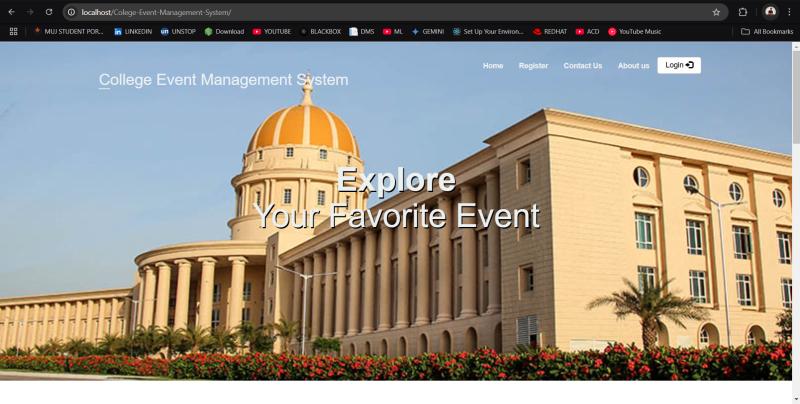 localhost/Colege-Event-Management-System/
MUJ STUDENT POR...
LINKEDIN
UNSTOP
Download
YOUTUBE
BLACKBOX
DMS
ML
GEMINI
Set Up Your Environ...
REDHAT
ACD
YouTube Music
All Bookmarks
College Event Management System
Home
Register
Contact Us
About us
Login
Explore
Your Favorite Event